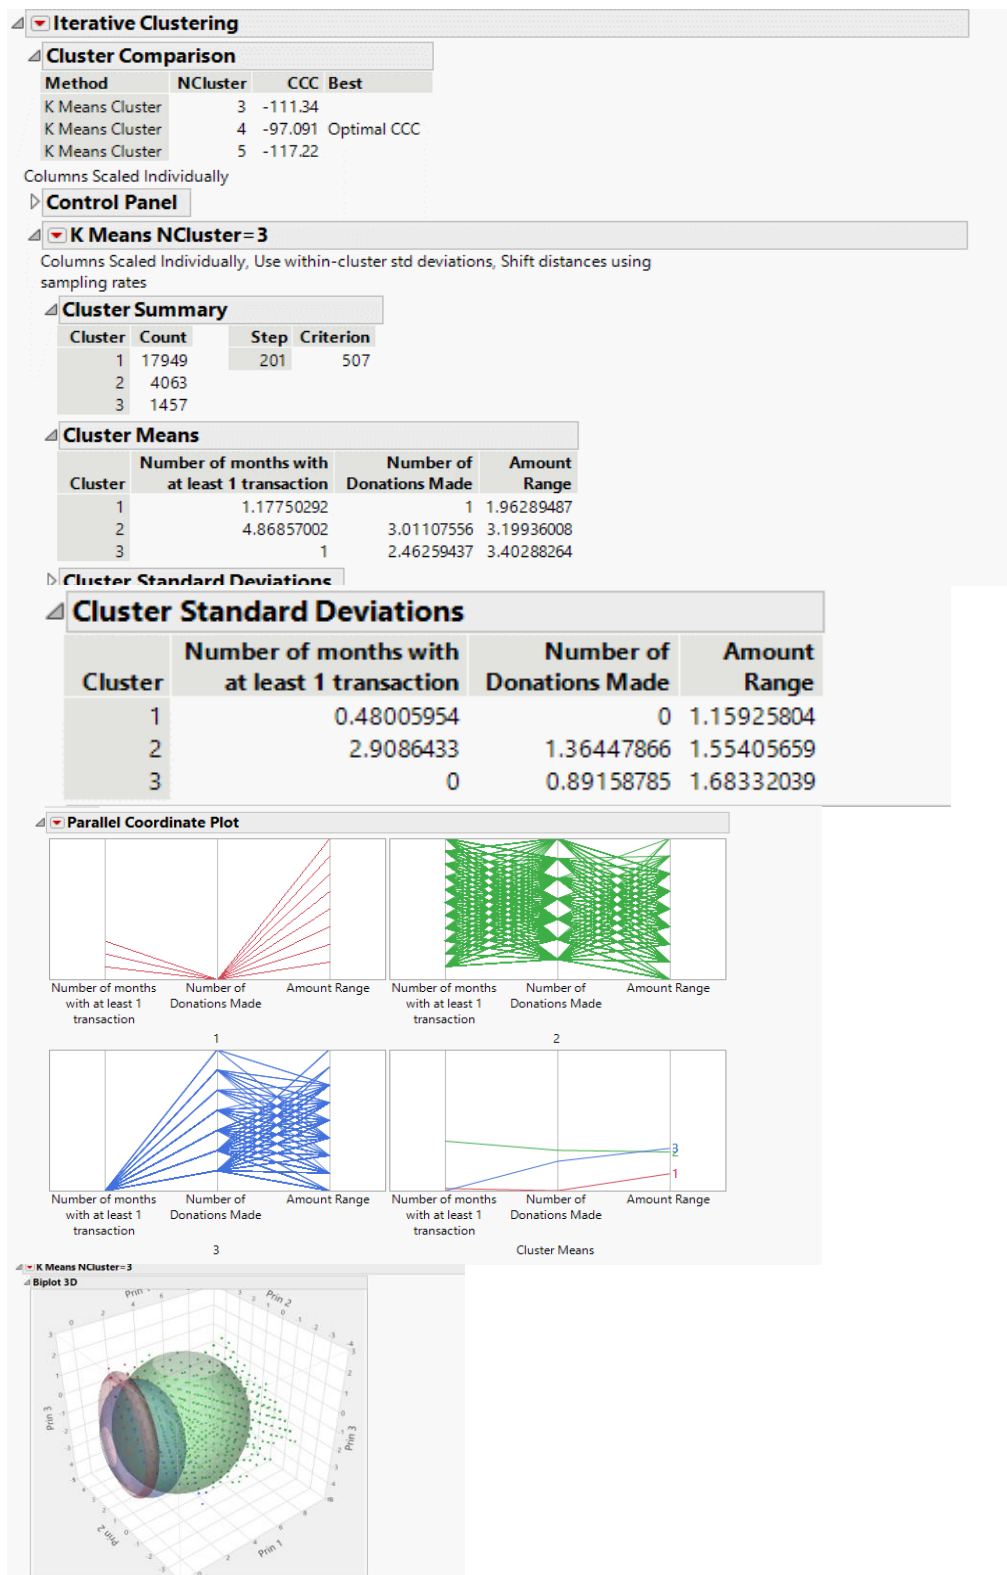 Iterative Clustering
Cluster Comparison
Method NCluster CCC Best
K Means Cluster 3 -111.34
K Means Cluster 4 -97.091 Optimal CCC
K Means Cluster 5 -117.22
Columns Scaled Individually
Control Panel
K Means NCluster=3
Columns Scaled Individually, Use within-cluster std deviations, Shift distances using
sampling rates
Cluster Summary
Cluster Count Step Criterion
1 17949 201 507
2 4063
3 1457
Cluster Means
Number of months with Number of Amount
Cluster at least 1 transaction Donations Made Range
1 1.17750292 1 1.96289487
2 4.86857002 3.01107556 3.19936008
3 1 2.46259437 3.40288264
Cluster Standard Deviations
Cluster Standard Deviations
Number of months with Number of Amount
Cluster at least 1 transaction Donations Made Range
1 0.48005954 0 1.15925804
2 2.9086433 1.36447866 1.55405659
3 0 0.89158785 1.68332039
Parallel Coordinate Plot
Number of months Number of Amount Range Number of months Number of Amount Range
with at least 1 Donations Made with at least 1 Donations Made
transaction transaction
1 2
3
2
1
Number of months Number of Amount Range Number of months Number of Amount Range
with at least 1 Donations Made with at least 1 Donations Made
transaction transaction
3 Cluster Means
K Means NCluster=3
Biplot 3D
Prin 2
Prin 3
Prin 3
Prin 2
Prin 1